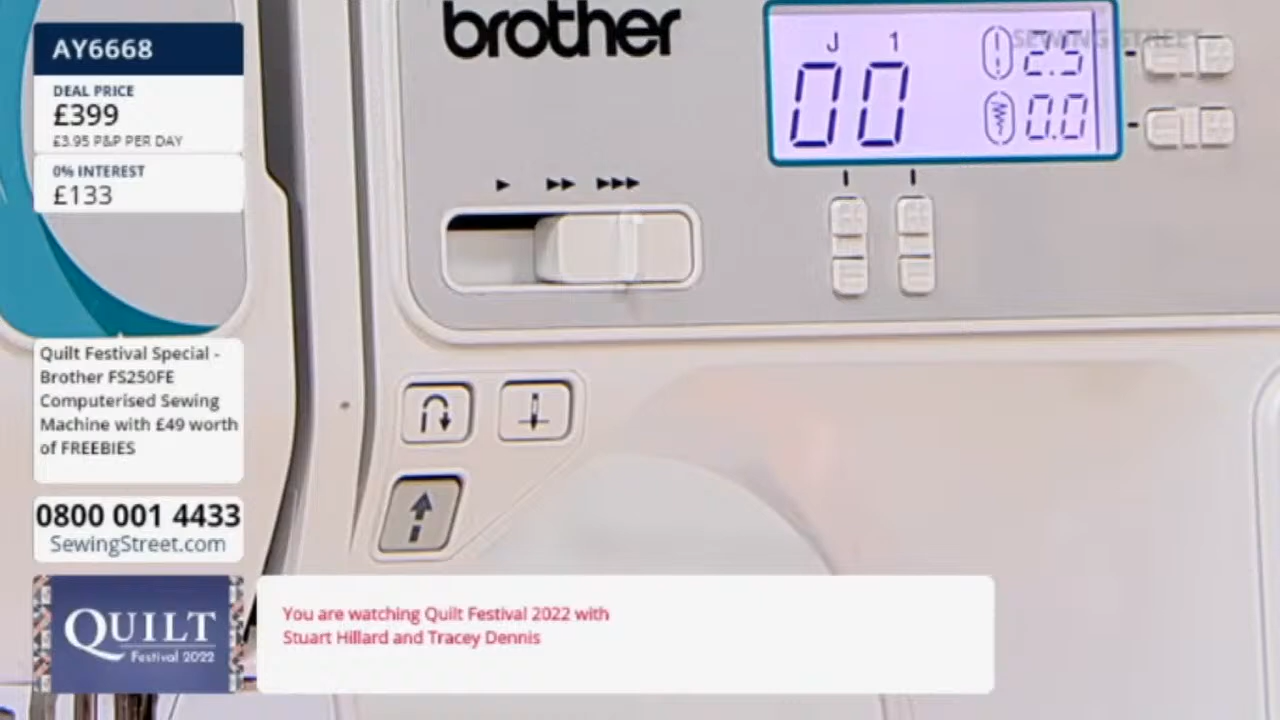 AY6668
DEAL PRICE
£399
£3.95 P&P PER DAY
0% INTEREST
£133
Quilt Festival Special -
Brother FS250FE
Computerised Sewing
Machine with £49 worth
of FREEBIES
0800 001 4433
SewingStreet.com
QUILT
Festival 2022
You are watching Quilt Festival 2022 with
Stuart Hillard and Tracey Dennis
brother
SEWING STREET
J 1
00
2.5
0.0